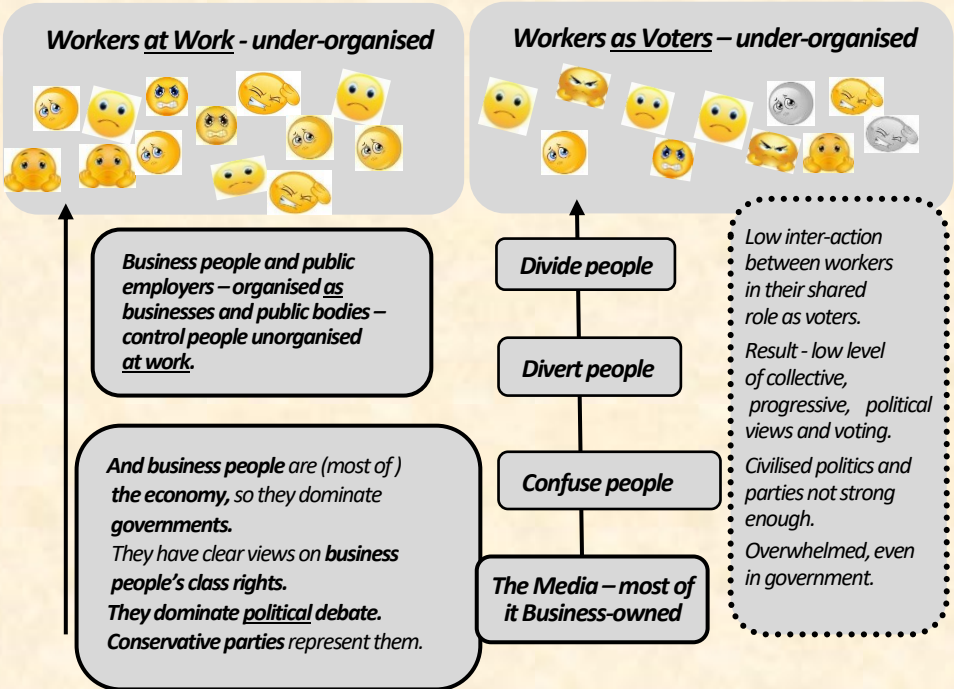 Workers at Work - under-organised
Workers as Voters – under-organised
Business people and public
employers – organised as
businesses and public bodies –
control people unorganised
at work.
And business people are (most of )
the economy, so they dominate
governments.
They have clear views on business
people's class rights.
They dominate political debate.
Conservative parties represent them.
Divide people
Divert people
Confuse people
The Media – most of
it Business-owned
Low inter-action
between workers
in their shared
role as voters.
Result - low level
of collective,
progressive, political
views and voting.
Civilised politics and
parties not strong
enough.
Overwhelmed, even
in government.